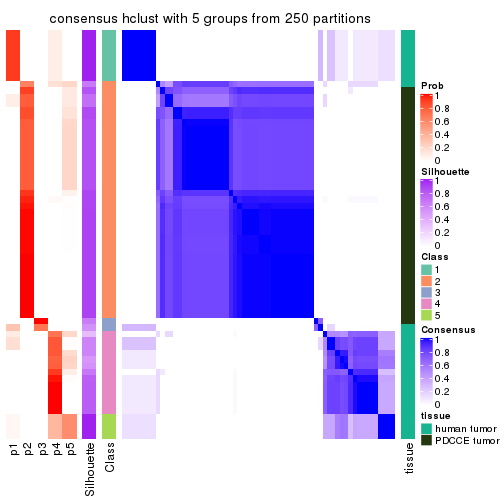 consensus hclust with 5 groups from 250 partitions
Prob
1
0.8
0.6
0.4
0.2
0
Silhouette
1
0.8
0.6
0.4
0.2
0
Class
1
2
3
4
5
Consensus
1
0.8
0.6
0.4
0.2
0
tissue
human tumor
PDCCE tumor
p1
p2
p3
p4
p5
Silhouette
Class
tissue